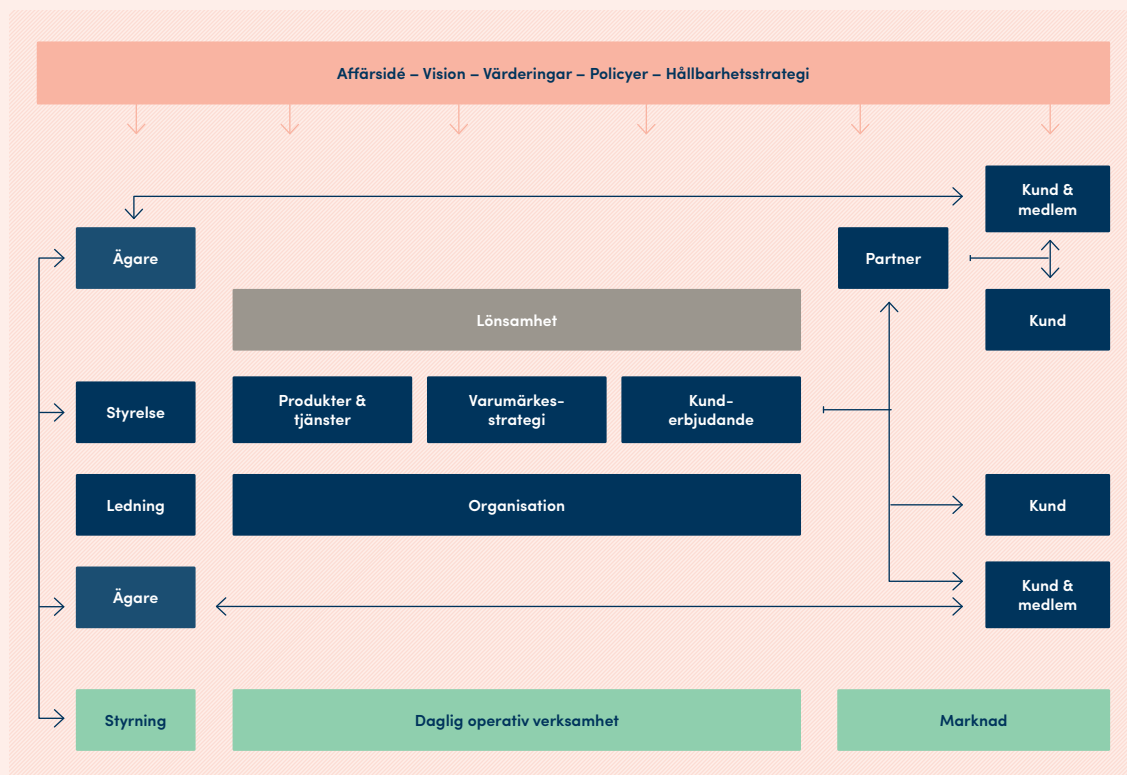 Affärsidé – Vision – Värderingar – Policyer – Hållbarhetsstrategi
Kund &
medlem
Ägare
Partner
Lönsamhet
Kund
Styrelse
Produkter &
tjänster
Varumärkes-
strategi
Kund-
erbjudande
Ledning
Organisation
Kund
Ägare
Kund &
medlem
Styrning
Daglig operativ verksamhet
Marknad